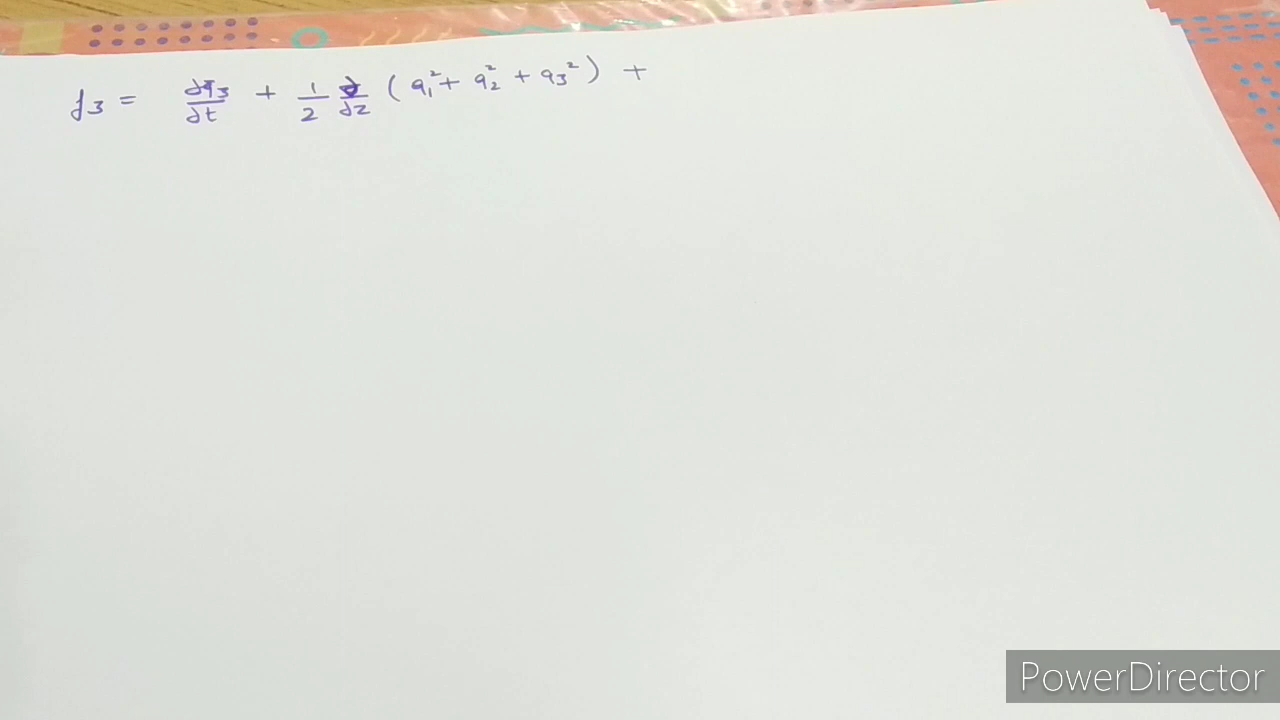 f₃ = ∂q₃/∂t + 1/2 ∂/∂z (q₁² + q₂² + q₃²) +
PowerDirector